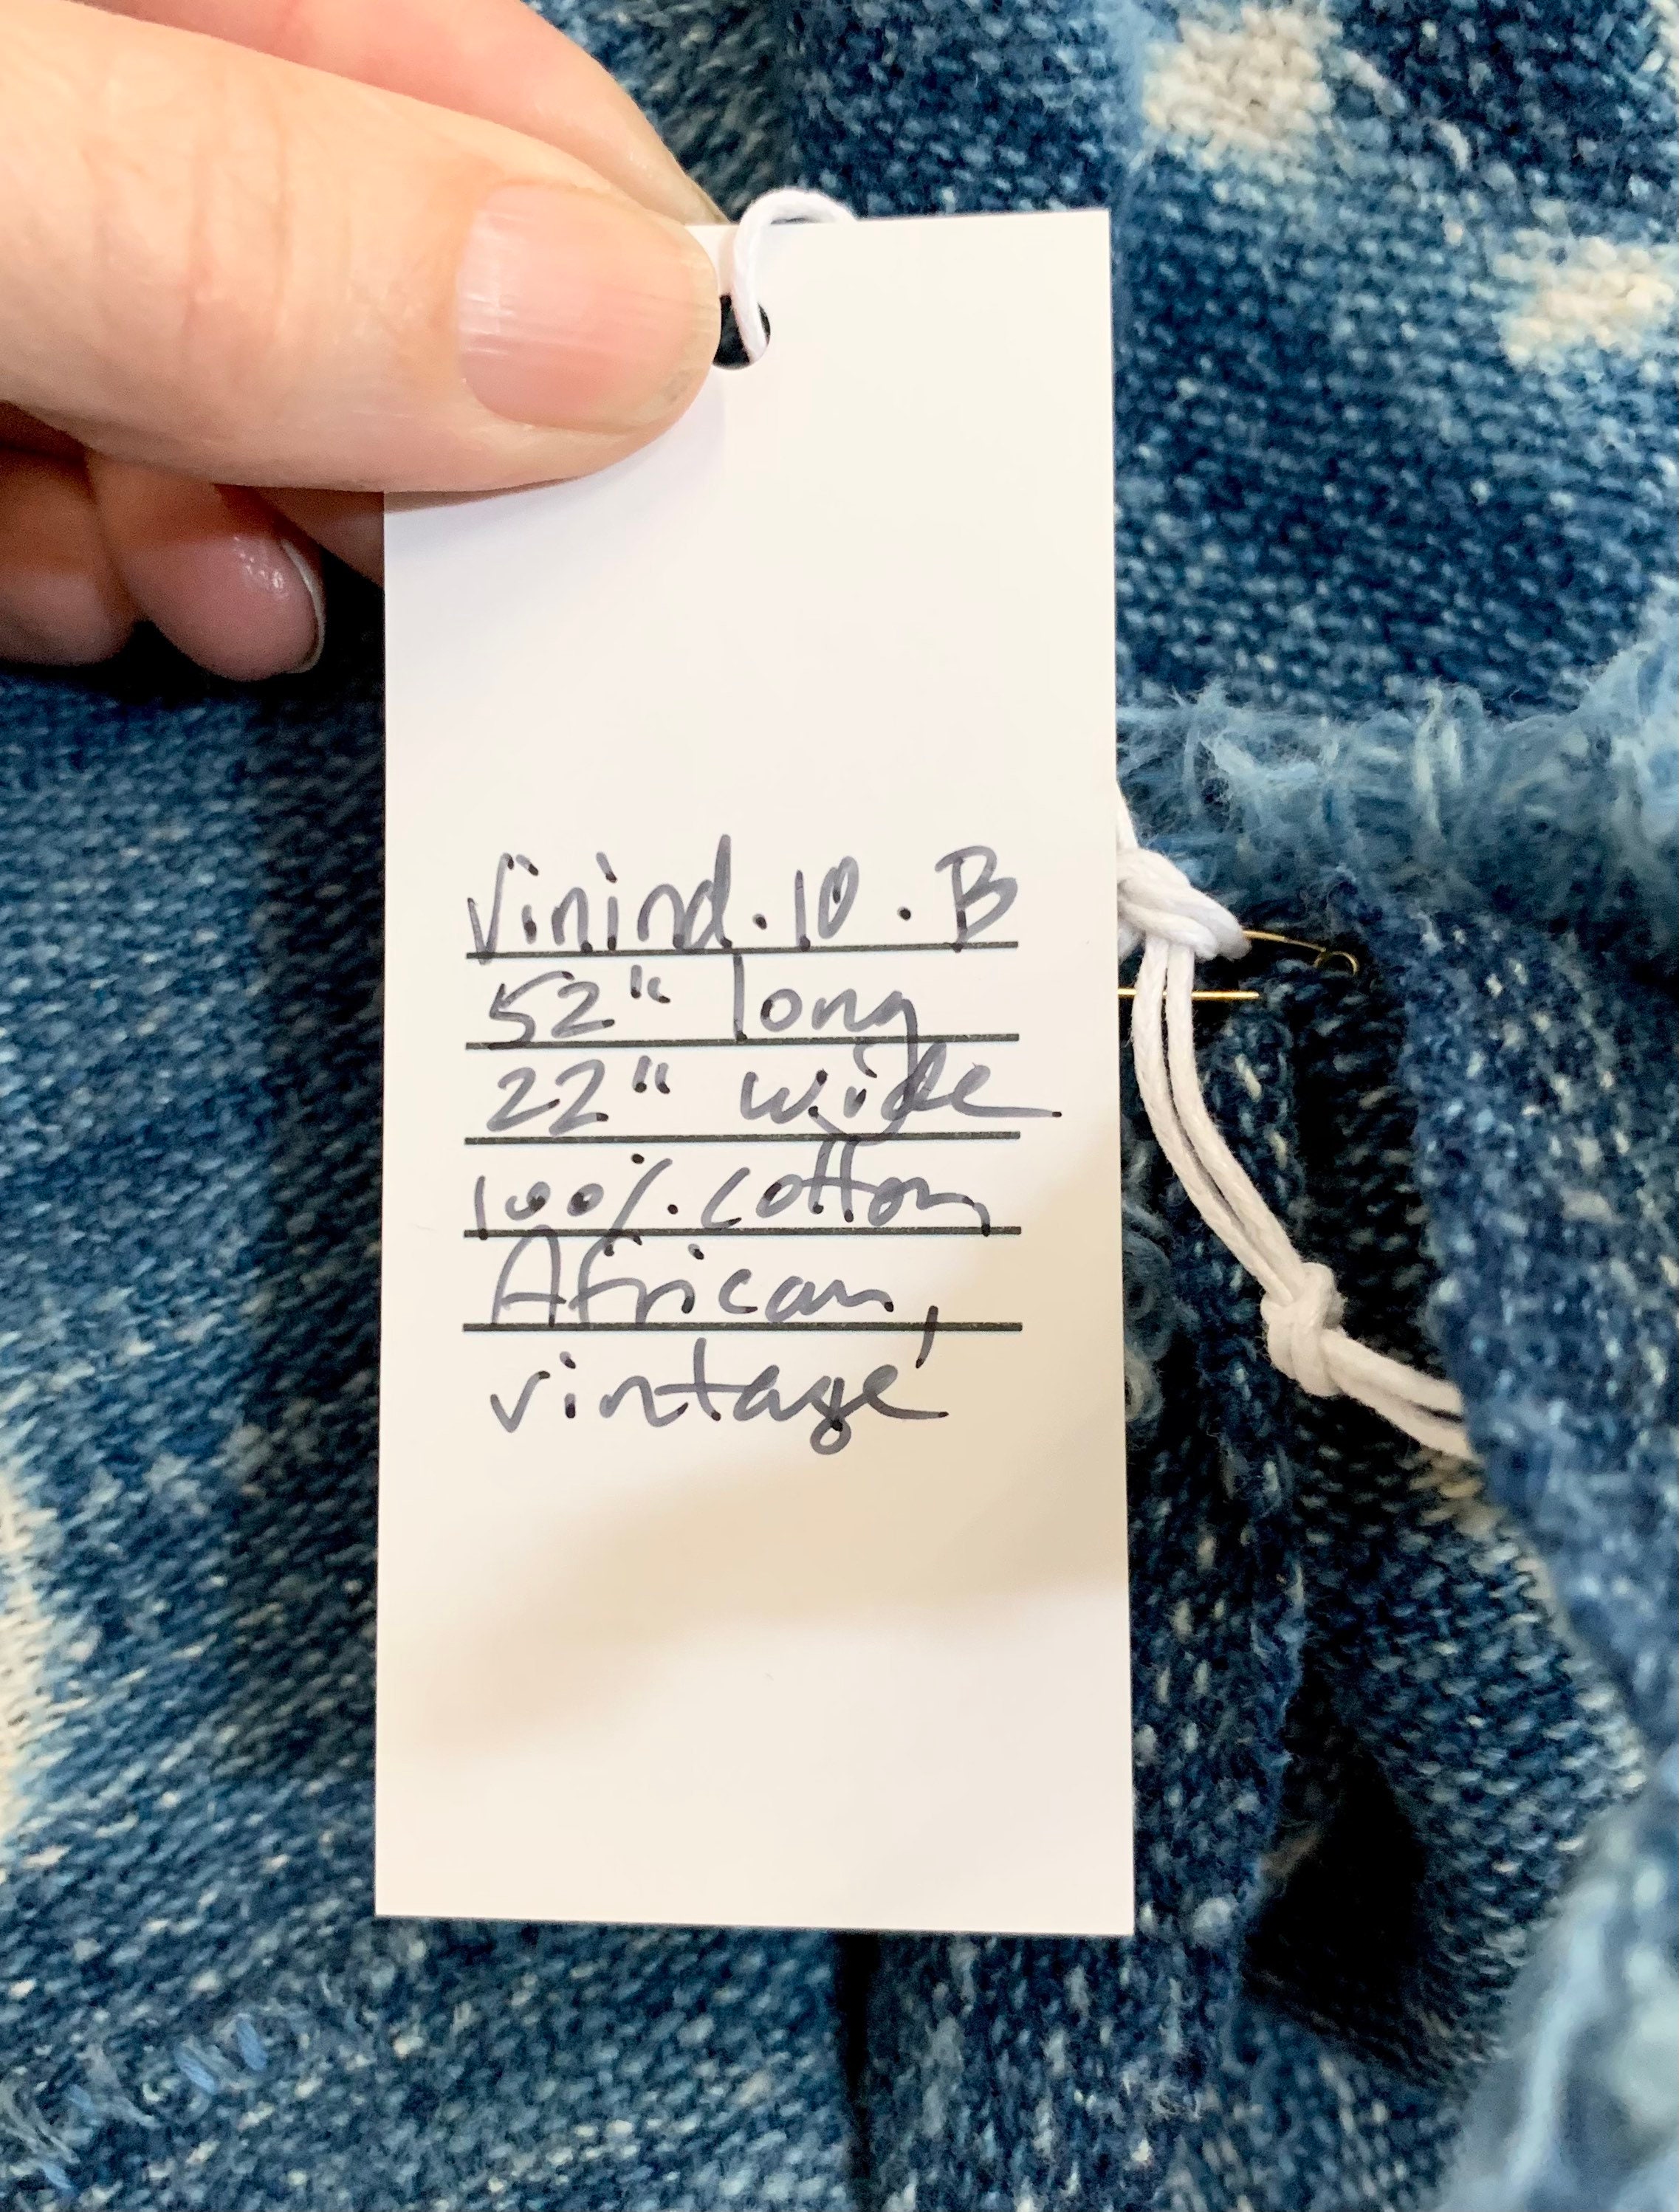 Vinind.10.B
52" long
22" wide
100% cotton
African,
vintage